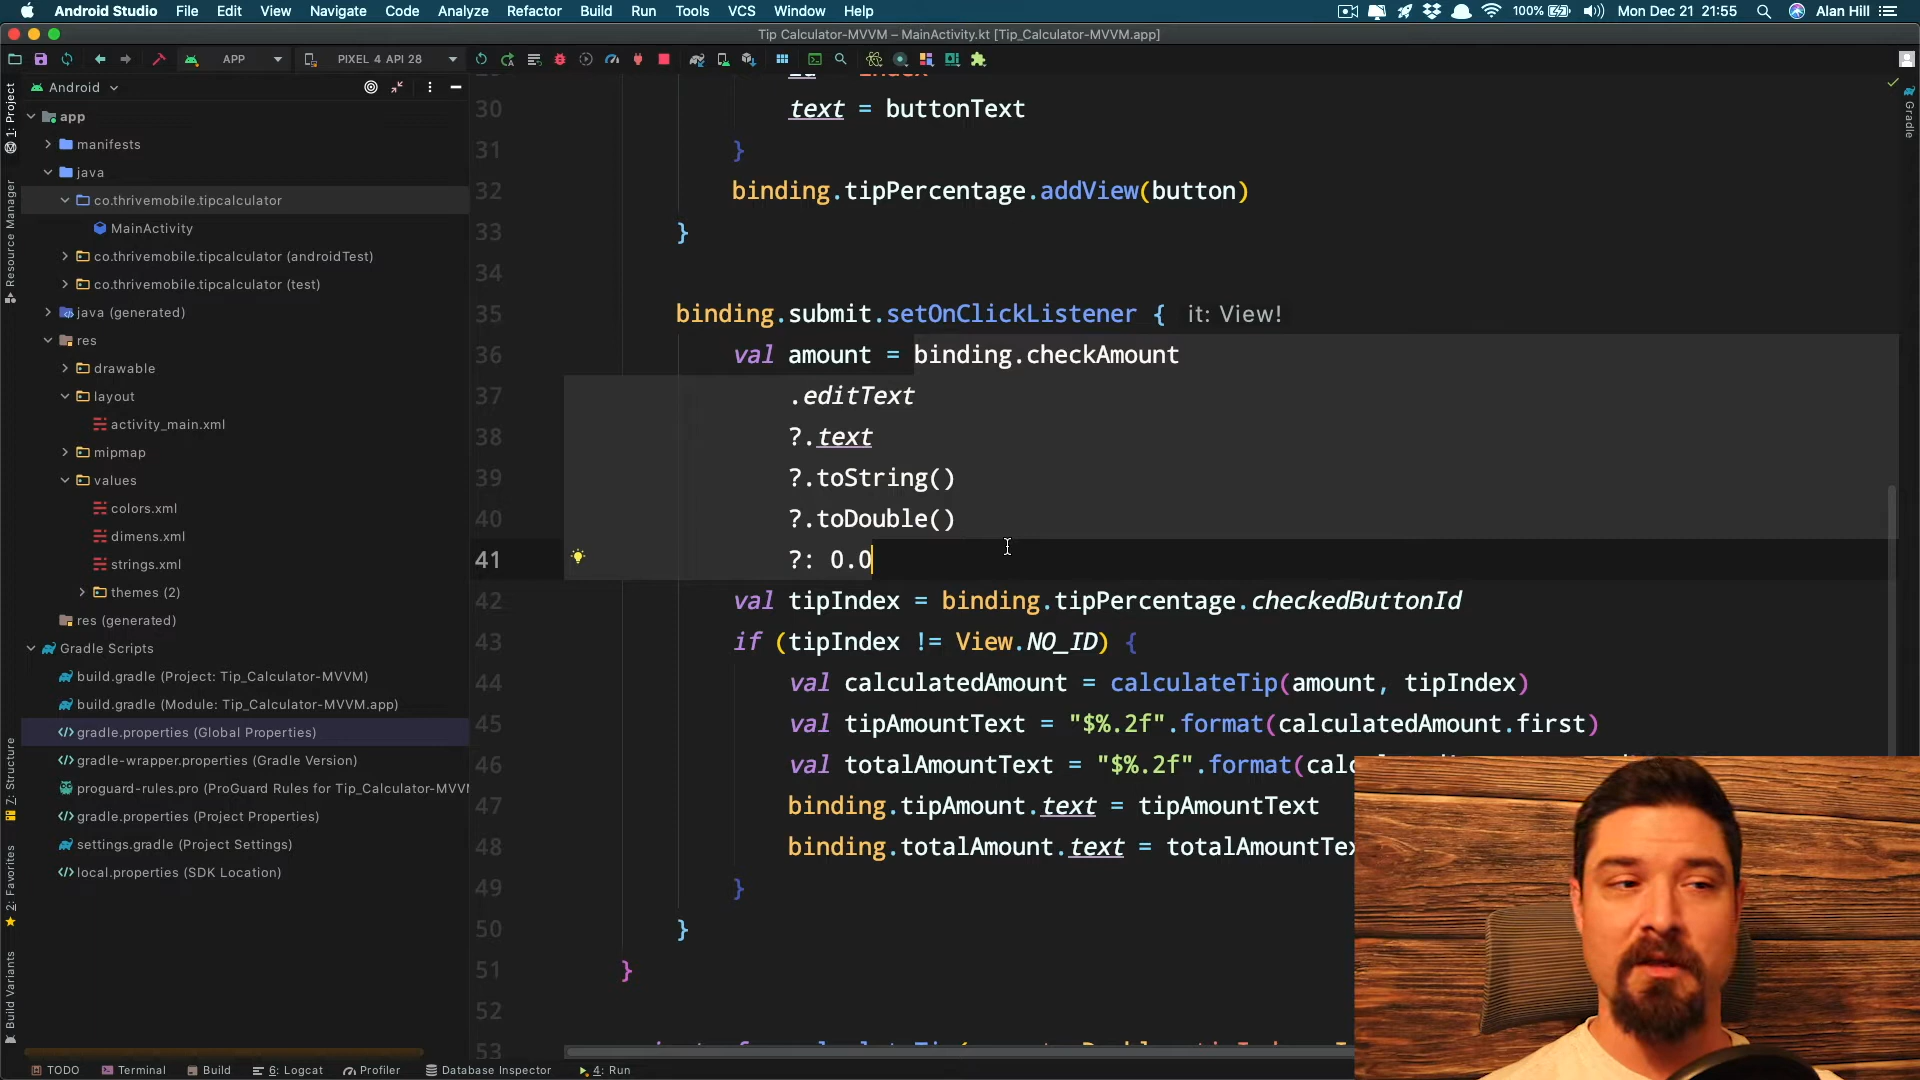 Android Studio File Edit View Navigate Code Analyze Refactor Build Run Tools VCS Window Help 100% Mon Dec 21 21:55 Alan Hill
Tip Calculator-MVVM – MainActivity.kt [Tip_Calculator-MVVM.app]
APP PIXEL 4 API 28
Android
app
manifests
java
co.thrivemobile.tipcalculator
MainActivity
co.thrivemobile.tipcalculator (androidTest)
co.thrivemobile.tipcalculator (test)
java (generated)
res
drawable
layout
activity_main.xml
mipmap
values
colors.xml
dimens.xml
strings.xml
themes (2)
res (generated)
Gradle Scripts
build.gradle (Project: Tip_Calculator-MVVM)
build.gradle (Module: Tip_Calculator-MVVM.app)
gradle.properties (Global Properties)
gradle-wrapper.properties (Gradle Version)
proguard-rules.pro (ProGuard Rules for Tip_Calculator-MVVM
gradle.properties (Project Properties)
settings.gradle (Project Settings)
local.properties (SDK Location)
1: Project
Resource Manager
Z: Structure
2: Favorites
Build Variants
30 text = buttonText
31 }
32 binding.tipPercentage.addView(button)
33 }
34
35 binding.submit.setOnClickListener { it: View!
36 val amount = binding.checkAmount
37 .editText
38 ?.text
39 ?.toString()
40 ?.toDouble()
41 ?: 0.0
42 val tipIndex = binding.tipPercentage.checkedButtonId
43 if (tipIndex != View.NO_ID) {
44 val calculatedAmount = calculateTip(amount, tipIndex)
45 val tipAmountText = "$%.2f".format(calculatedAmount.first)
46 val totalAmountText = "$%.2f".format(calc
47 binding.tipAmount.text = tipAmountText
48 binding.totalAmount.text = totalAmountTex
49 }
50 }
51 }
52
53
Gradle
TODO Terminal Build 6: Logcat Profiler Database Inspector 4: Run